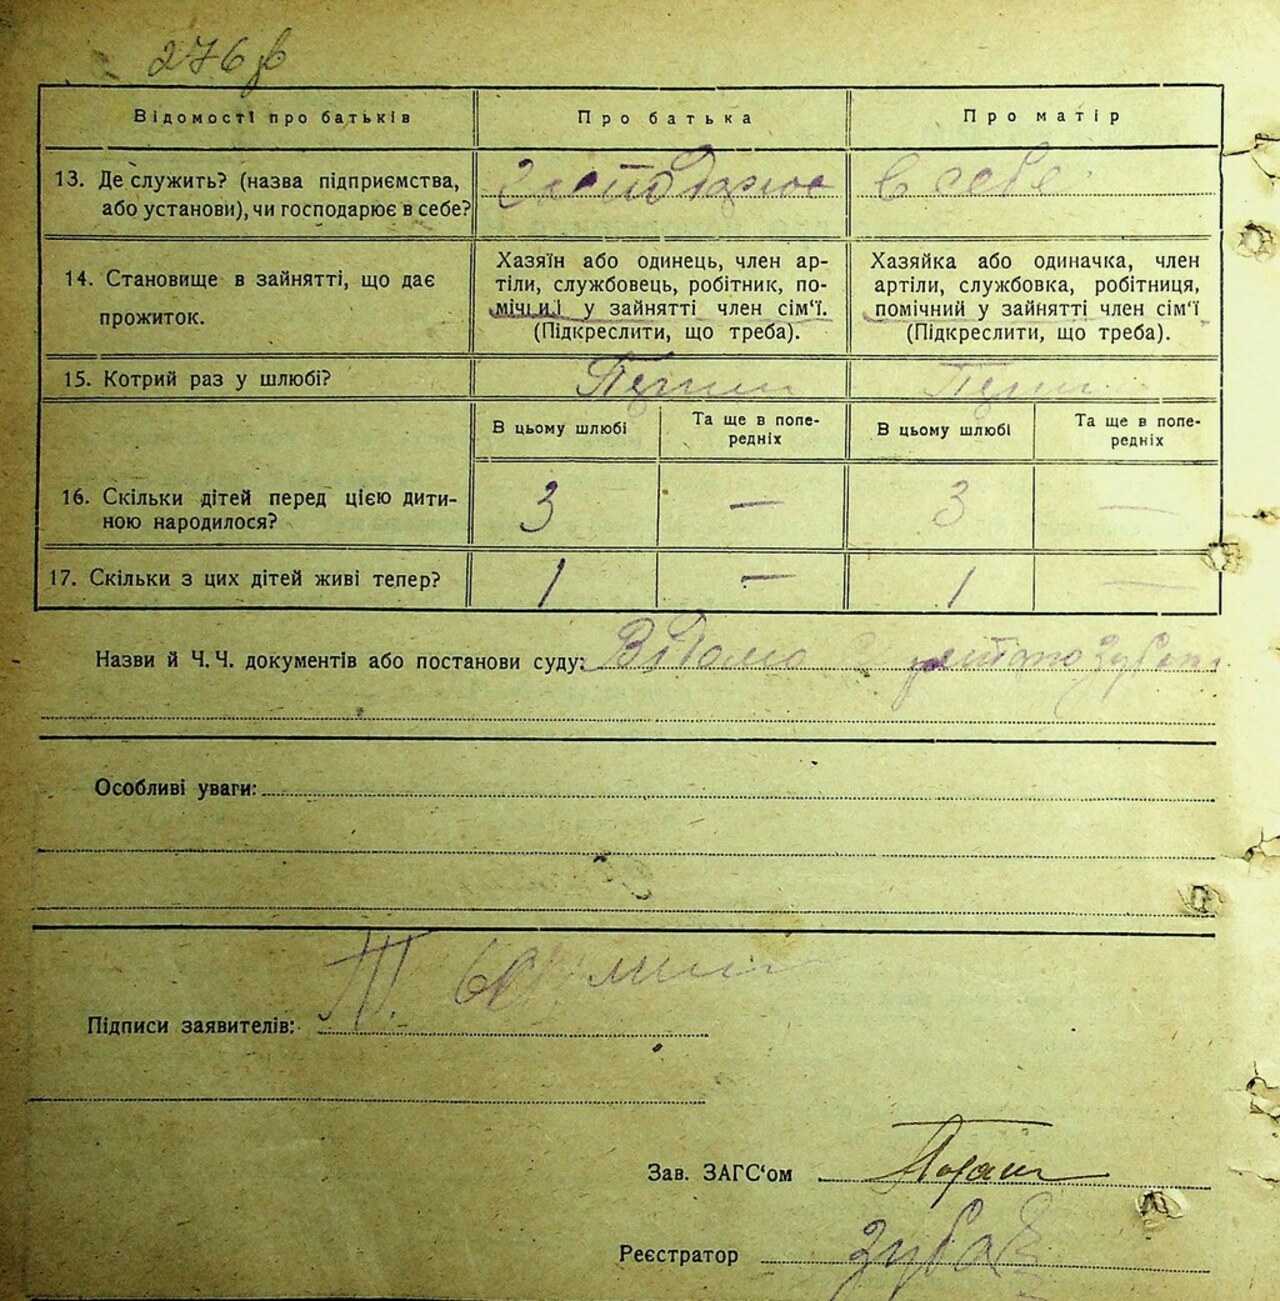 276
Відомості про батьків
Про батька
Про матір
13. Де служить? (назва підприємства,
або установи), чи господарює в себе?
Господарює
в себе
14. Становище в зайнятті, що дає
прожиток.
Хазяїн або одинець, член ар-
тіли, службовець, робітник, по-
мічний у зайнятті член сім‘ї.
(Підкреслити, що треба).
Хазяйка або одиначка, член
артіли, службовка, робітниця,
помічний у зайнятті член сім‘ї
(Підкреслити, що треба).
15. Котрий раз у шлюбі?
В цьому шлюбі
Та ще в попе-
редніх
В цьому шлюбі
Та ще в попе-
редніх
16. Скільки дітей перед цією дити-
ною народилося?
3
—
3
—
17. Скільки з цих дітей живі тепер?
1
—
1
—
Назви й Ч. Ч. документів або постанови суду: Відомо
Особливі уваги:
Підписи заявителів:
Зав. ЗАГС‘ом
Реєстратор